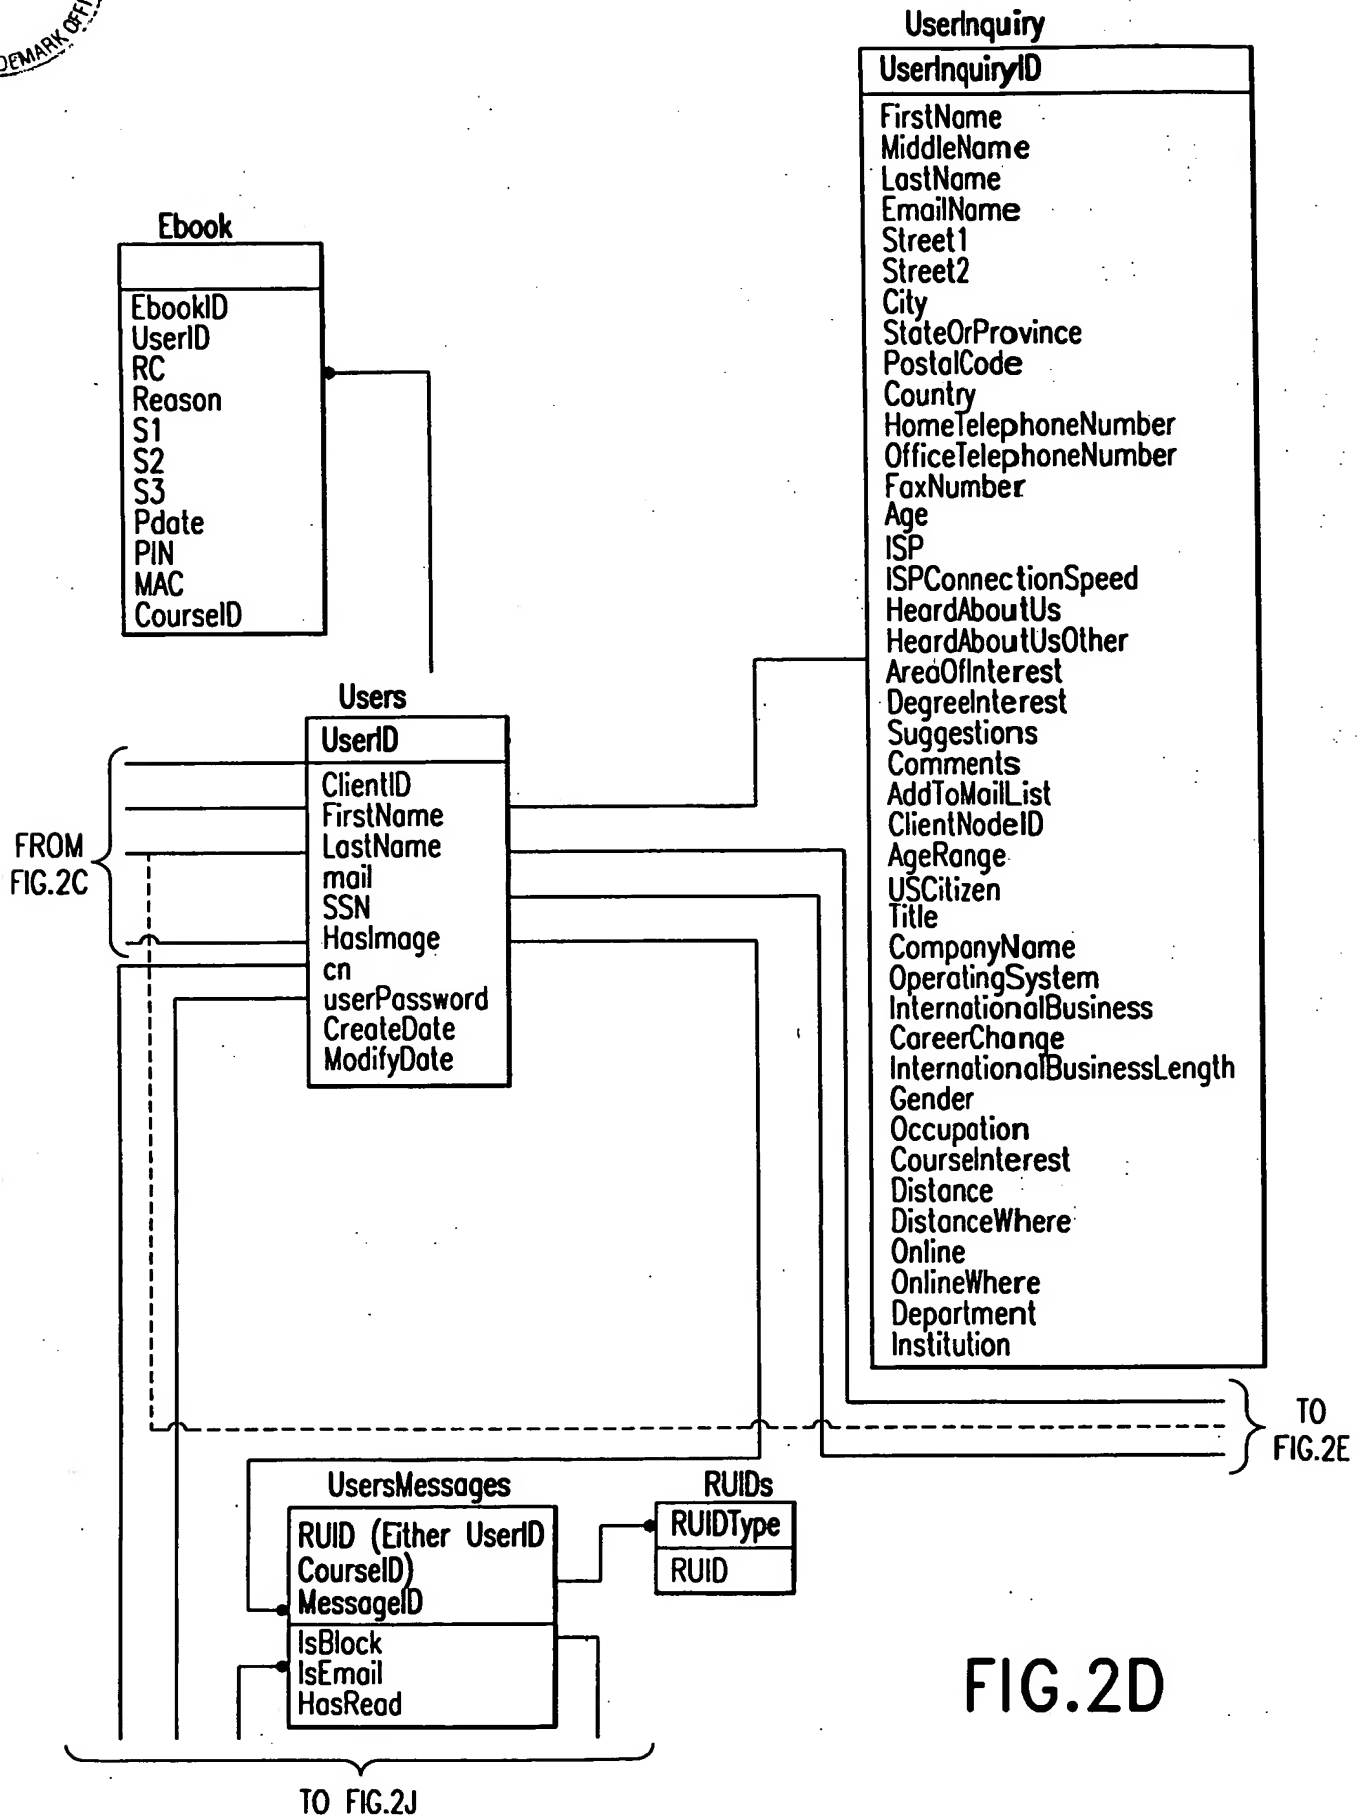 DEMARK OFFI
UserInquiry
UserInquiryID
FirstName
MiddleName
LastName
EmailName
Street1
Street2
City
StateOrProvince
PostalCode
Country
HomeTelephoneNumber
OfficeTelephoneNumber
FaxNumber
Age
ISP
ISPConnectionSpeed
HeardAboutUs
HeardAboutUsOther
AreaOfInterest
DegreeInterest
Suggestions
Comments
AddToMailList
ClientNodeID
AgeRange
USCitizen
Title
CompanyName
OperatingSystem
InternationalBusiness
CareerChange
InternationalBusinessLength
Gender
Occupation
CourseInterest
Distance
DistanceWhere
Online
OnlineWhere
Department
Institution
Ebook
EbookID
UserID
RC
Reason
S1
S2
S3
Pdate
PIN
MAC
CourseID
Users
UserID
ClientID
FirstName
LastName
mail
SSN
HasImage
cn
userPassword
CreateDate
ModifyDate
FROM
FIG.2C
TO
FIG.2E
UsersMessages
RUID (Either UserID
CourseID)
MessageID
IsBlock
IsEmail
HasRead
RUIDs
RUIDType
RUID
TO FIG.2J
FIG.2D